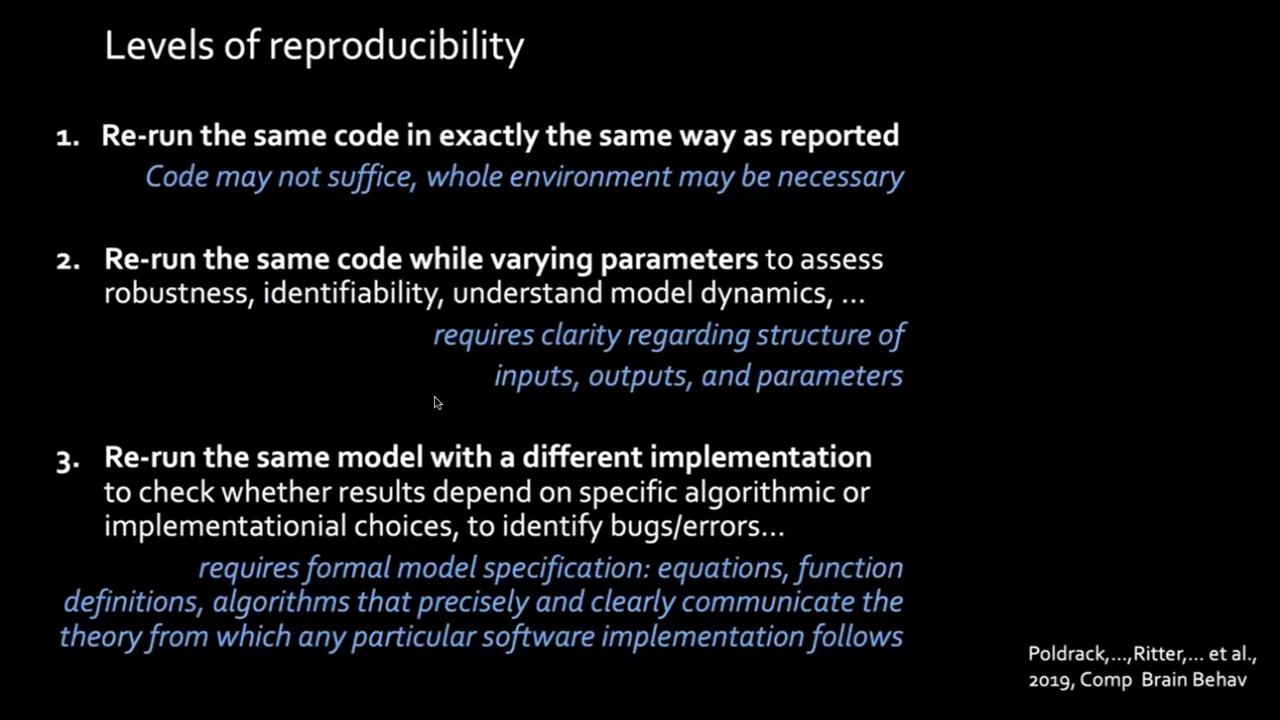 Levels of reproducibility
1. Re-run the same code in exactly the same way as reported
Code may not suffice, whole environment may be necessary
2. Re-run the same code while varying parameters to assess
robustness, identifiability, understand model dynamics, ...
requires clarity regarding structure of
inputs, outputs, and parameters
3. Re-run the same model with a different implementation
to check whether results depend on specific algorithmic or
implementationial choices, to identify bugs/errors...
requires formal model specification: equations, function
definitions, algorithms that precisely and clearly communicate the
theory from which any particular software implementation follows
Poldrack,...,Ritter,... et al.,
2019, Comp Brain Behav